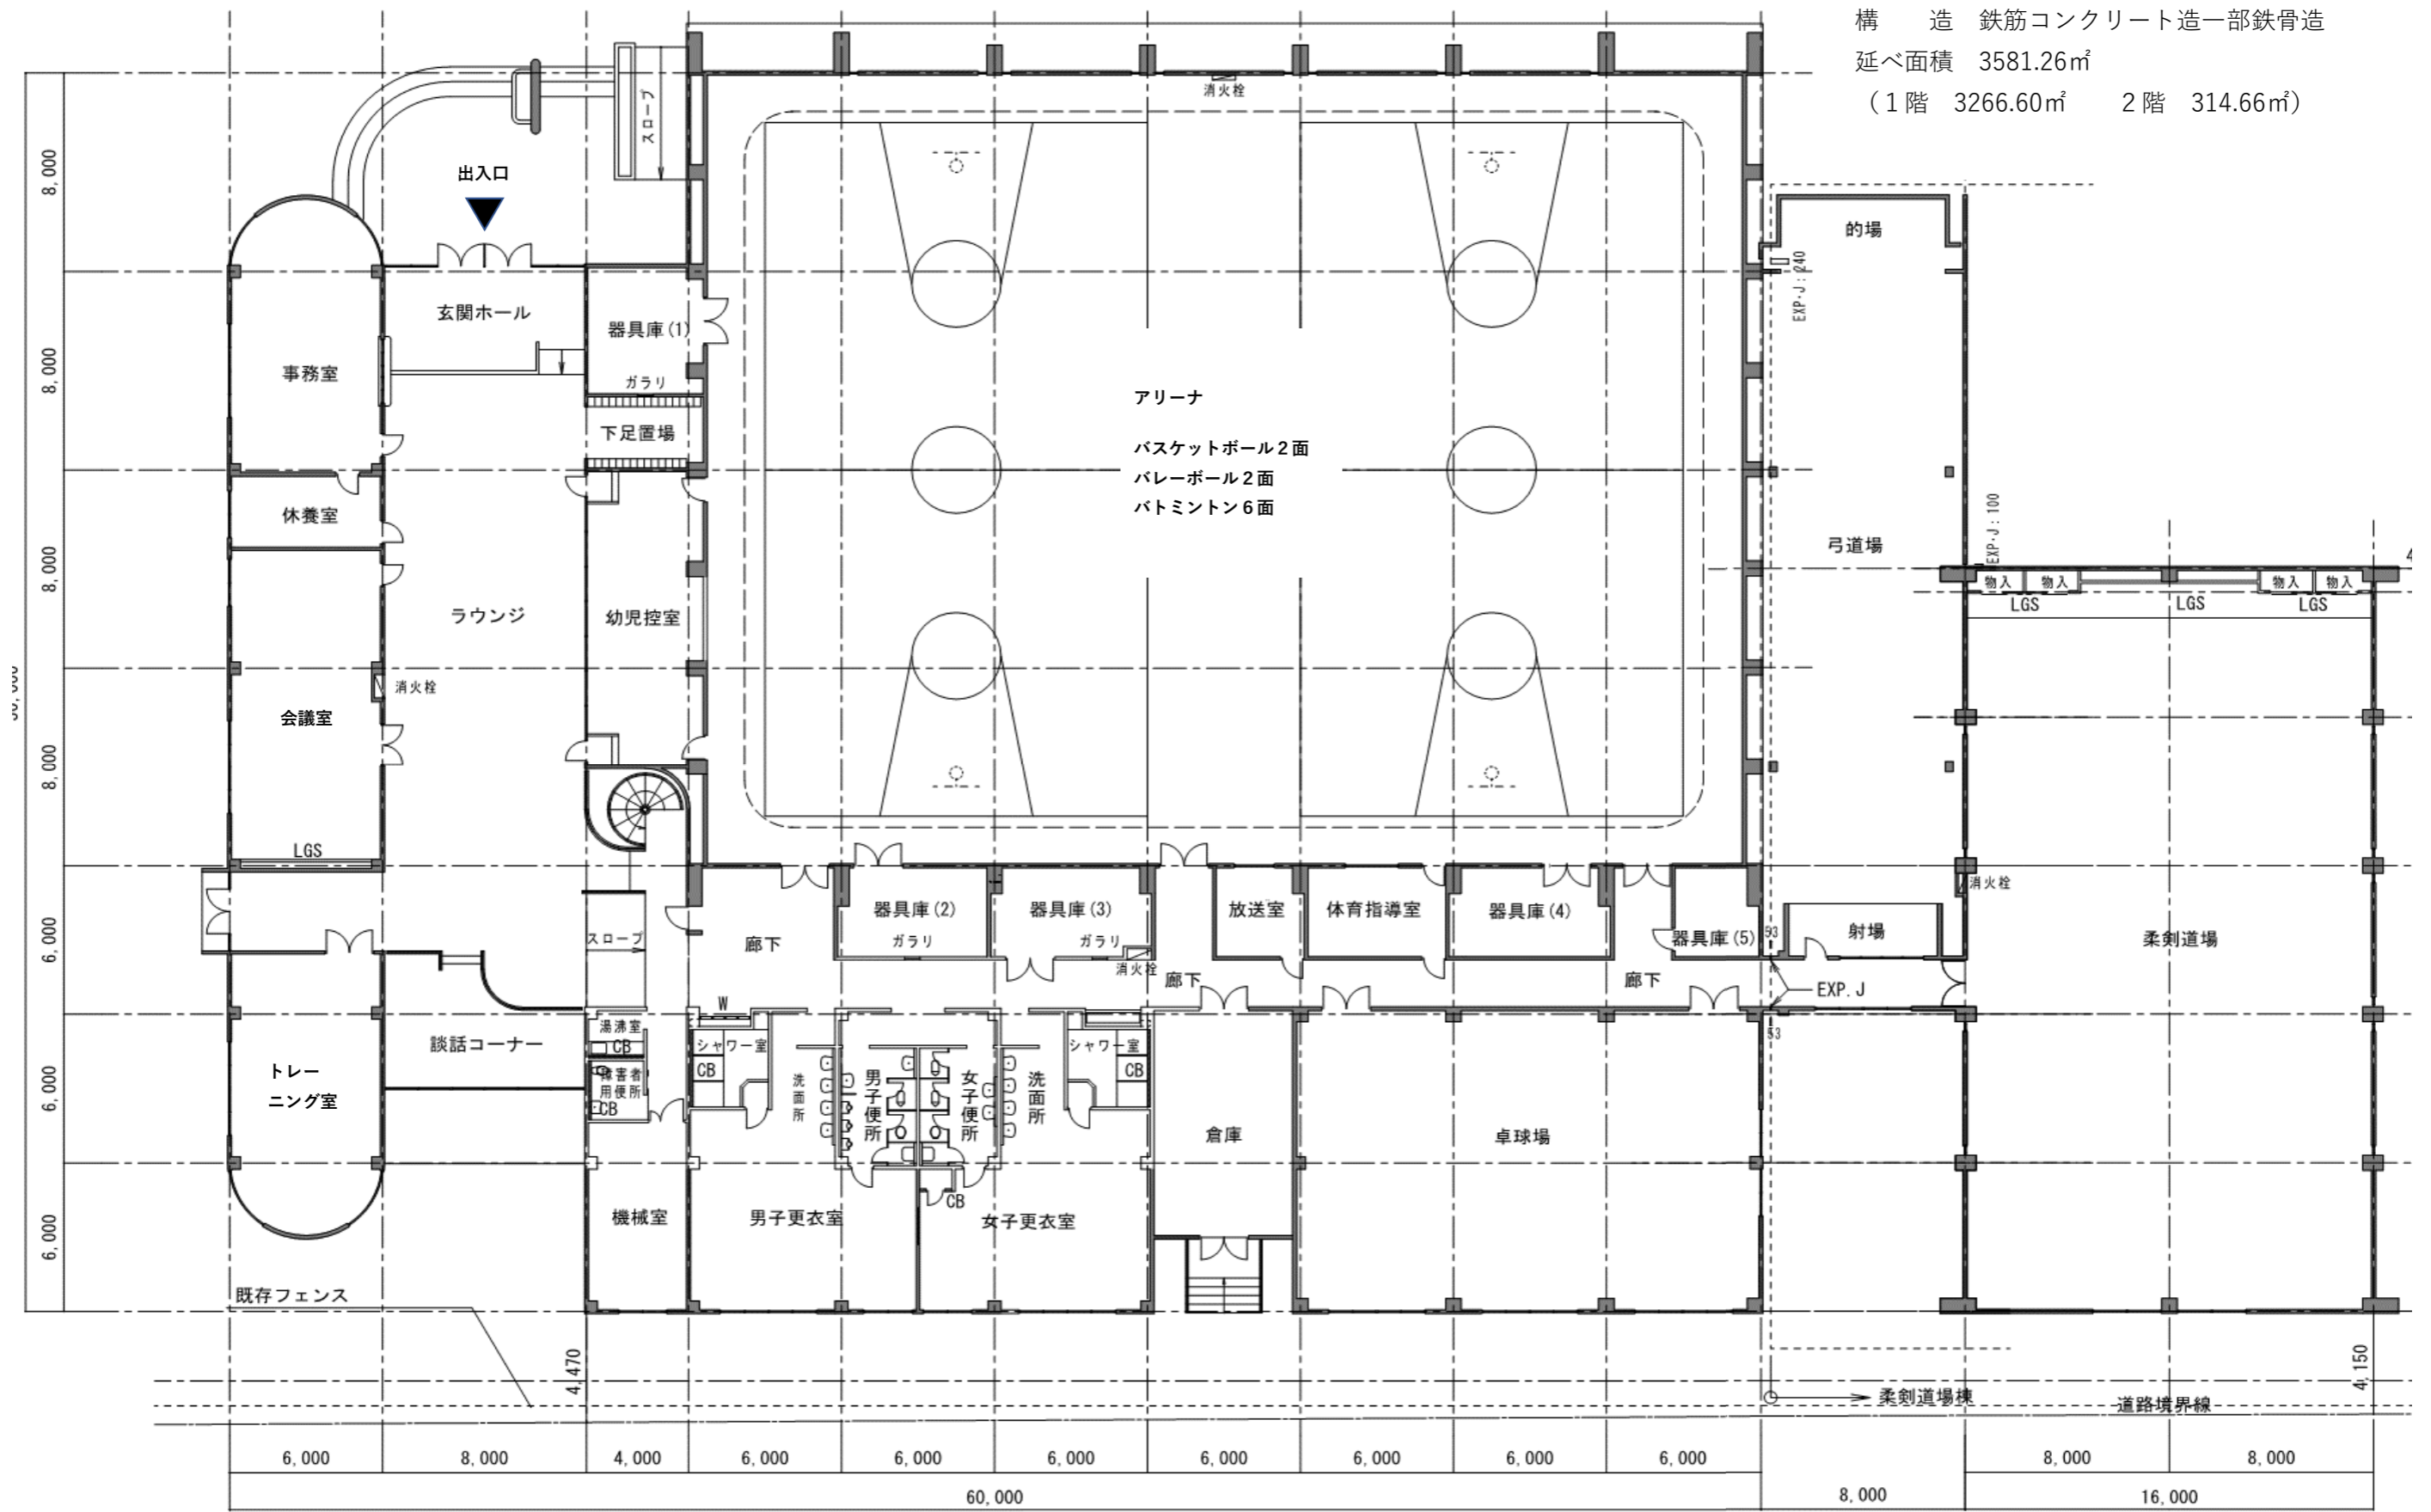 構　　造　鉄筋コンクリート造一部鉄骨造
延べ面積　3581.26㎡
（１階　3266.60㎡　　２階　314.66㎡）
消火栓
スロープ
出入口
8,000
的場
EXP・J : 240
玄関ホール
器具庫(1)
事務室
ガラリ
8,000
下足置場
アリーナ
バスケットボール２面
バレーボール２面
バトミントン６面
休養室
EXP・J : 100
弓道場
8,000
物入
物入
物入
物入
LGS
LGS
LGS
ラウンジ
幼児控室
消火栓
会議室
8,000
LGS
消火栓
器具庫(2)
器具庫(3)
放送室
体育指導室
器具庫(4)
射場
スロープ
廊下
ガラリ
ガラリ
器具庫(5)
53
柔剣道場
6,000
消火栓
廊下
廊下
EXP. J
W
湯沸室
CB
シャワー室
シャワー室
53
談話コーナー
CB
CB
トレー
ニング室
障害者
用便所
CB
洗面所
男子便所
女子便所
洗面所
6,000
倉庫
卓球場
CB
機械室
男子更衣室
女子更衣室
6,000
既存フェンス
4,470
4,150
柔剣道場棟
道路境界線
6,000
8,000
4,000
6,000
6,000
6,000
6,000
6,000
6,000
6,000
8,000
8,000
60,000
8,000
16,000